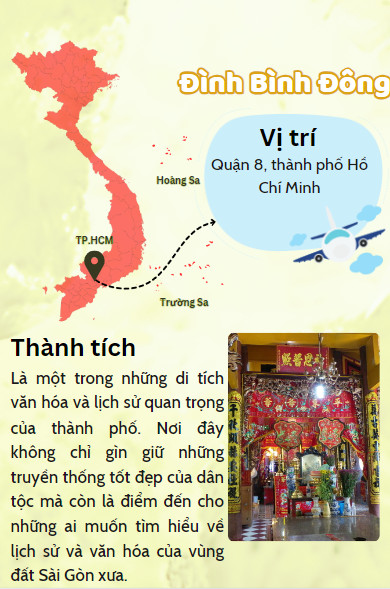 Đình Bình Đông
Vị trí
Quận 8, thành phố Hồ
Chí Minh
Hoàng Sa
TP.HCM
Trường Sa
Thành tích
Là một trong những di tích
văn hóa và lịch sử quan trọng
của thành phố. Nơi đây
không chỉ gìn giữ những
truyền thống tốt đẹp của dân
tộc mà còn là điểm đến cho
những ai muốn tìm hiểu về
lịch sử và văn hóa của vùng
đất Sài Gòn xưa.